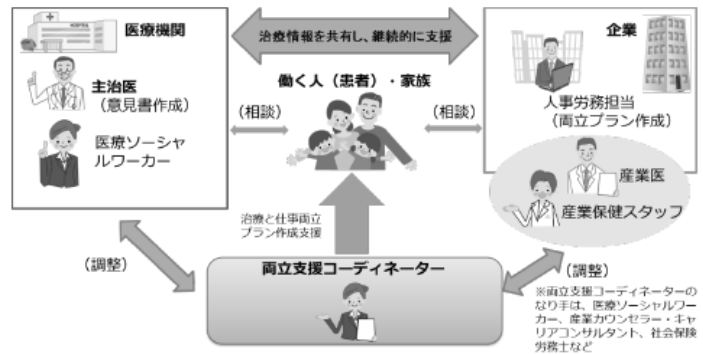 医療機関
HOSPITAL
主治医
（意見書作成）
医療ソーシャ
ルワーカー
治療情報を共有し、継続的に支援
働く人（患者）・家族
（相談）
（相談）
企業
人事労務担当
（両立プラン作成）
産業医
産業保健スタッフ
治療と仕事両立
プラン作成支援
（調整）
両立支援コーディネーター
（調整）
※両立支援コーディネーターの
なり手は、医療ソーシャルワー
カー、産業カウンセラー・キャ
リアコンサルタント、社会保険
労務士など